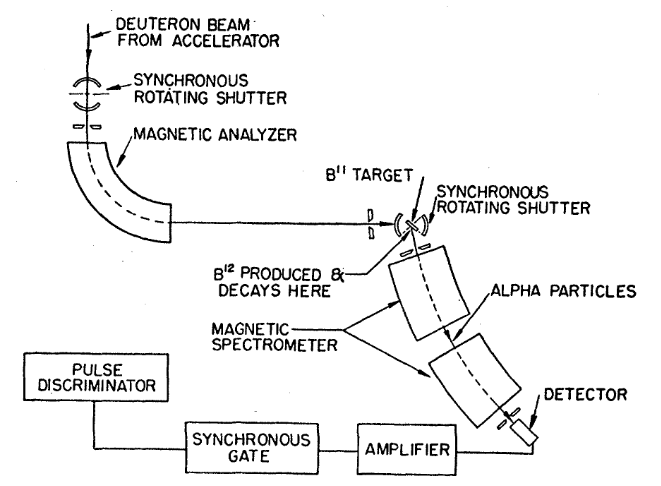 DEUTERON BEAM
FROM ACCELERATOR
SYNCHRONOUS
ROTATING SHUTTER
MAGNETIC ANALYZER
B¹¹ TARGET
SYNCHRONOUS
ROTATING SHUTTER
B¹² PRODUCED &
DECAYS HERE
ALPHA PARTICLES
MAGNETIC
SPECTROMETER
PULSE
DISCRIMINATOR
DETECTOR
SYNCHRONOUS
GATE
AMPLIFIER